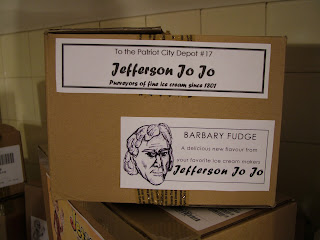 To the Patriot City Depot #17
Jefferson Jo Jo
Purveyors of fine ice cream since 1801
BARBARY FUDGE
A delicious new flavour from
your favorite ice cream makers
Jefferson Jo Jo